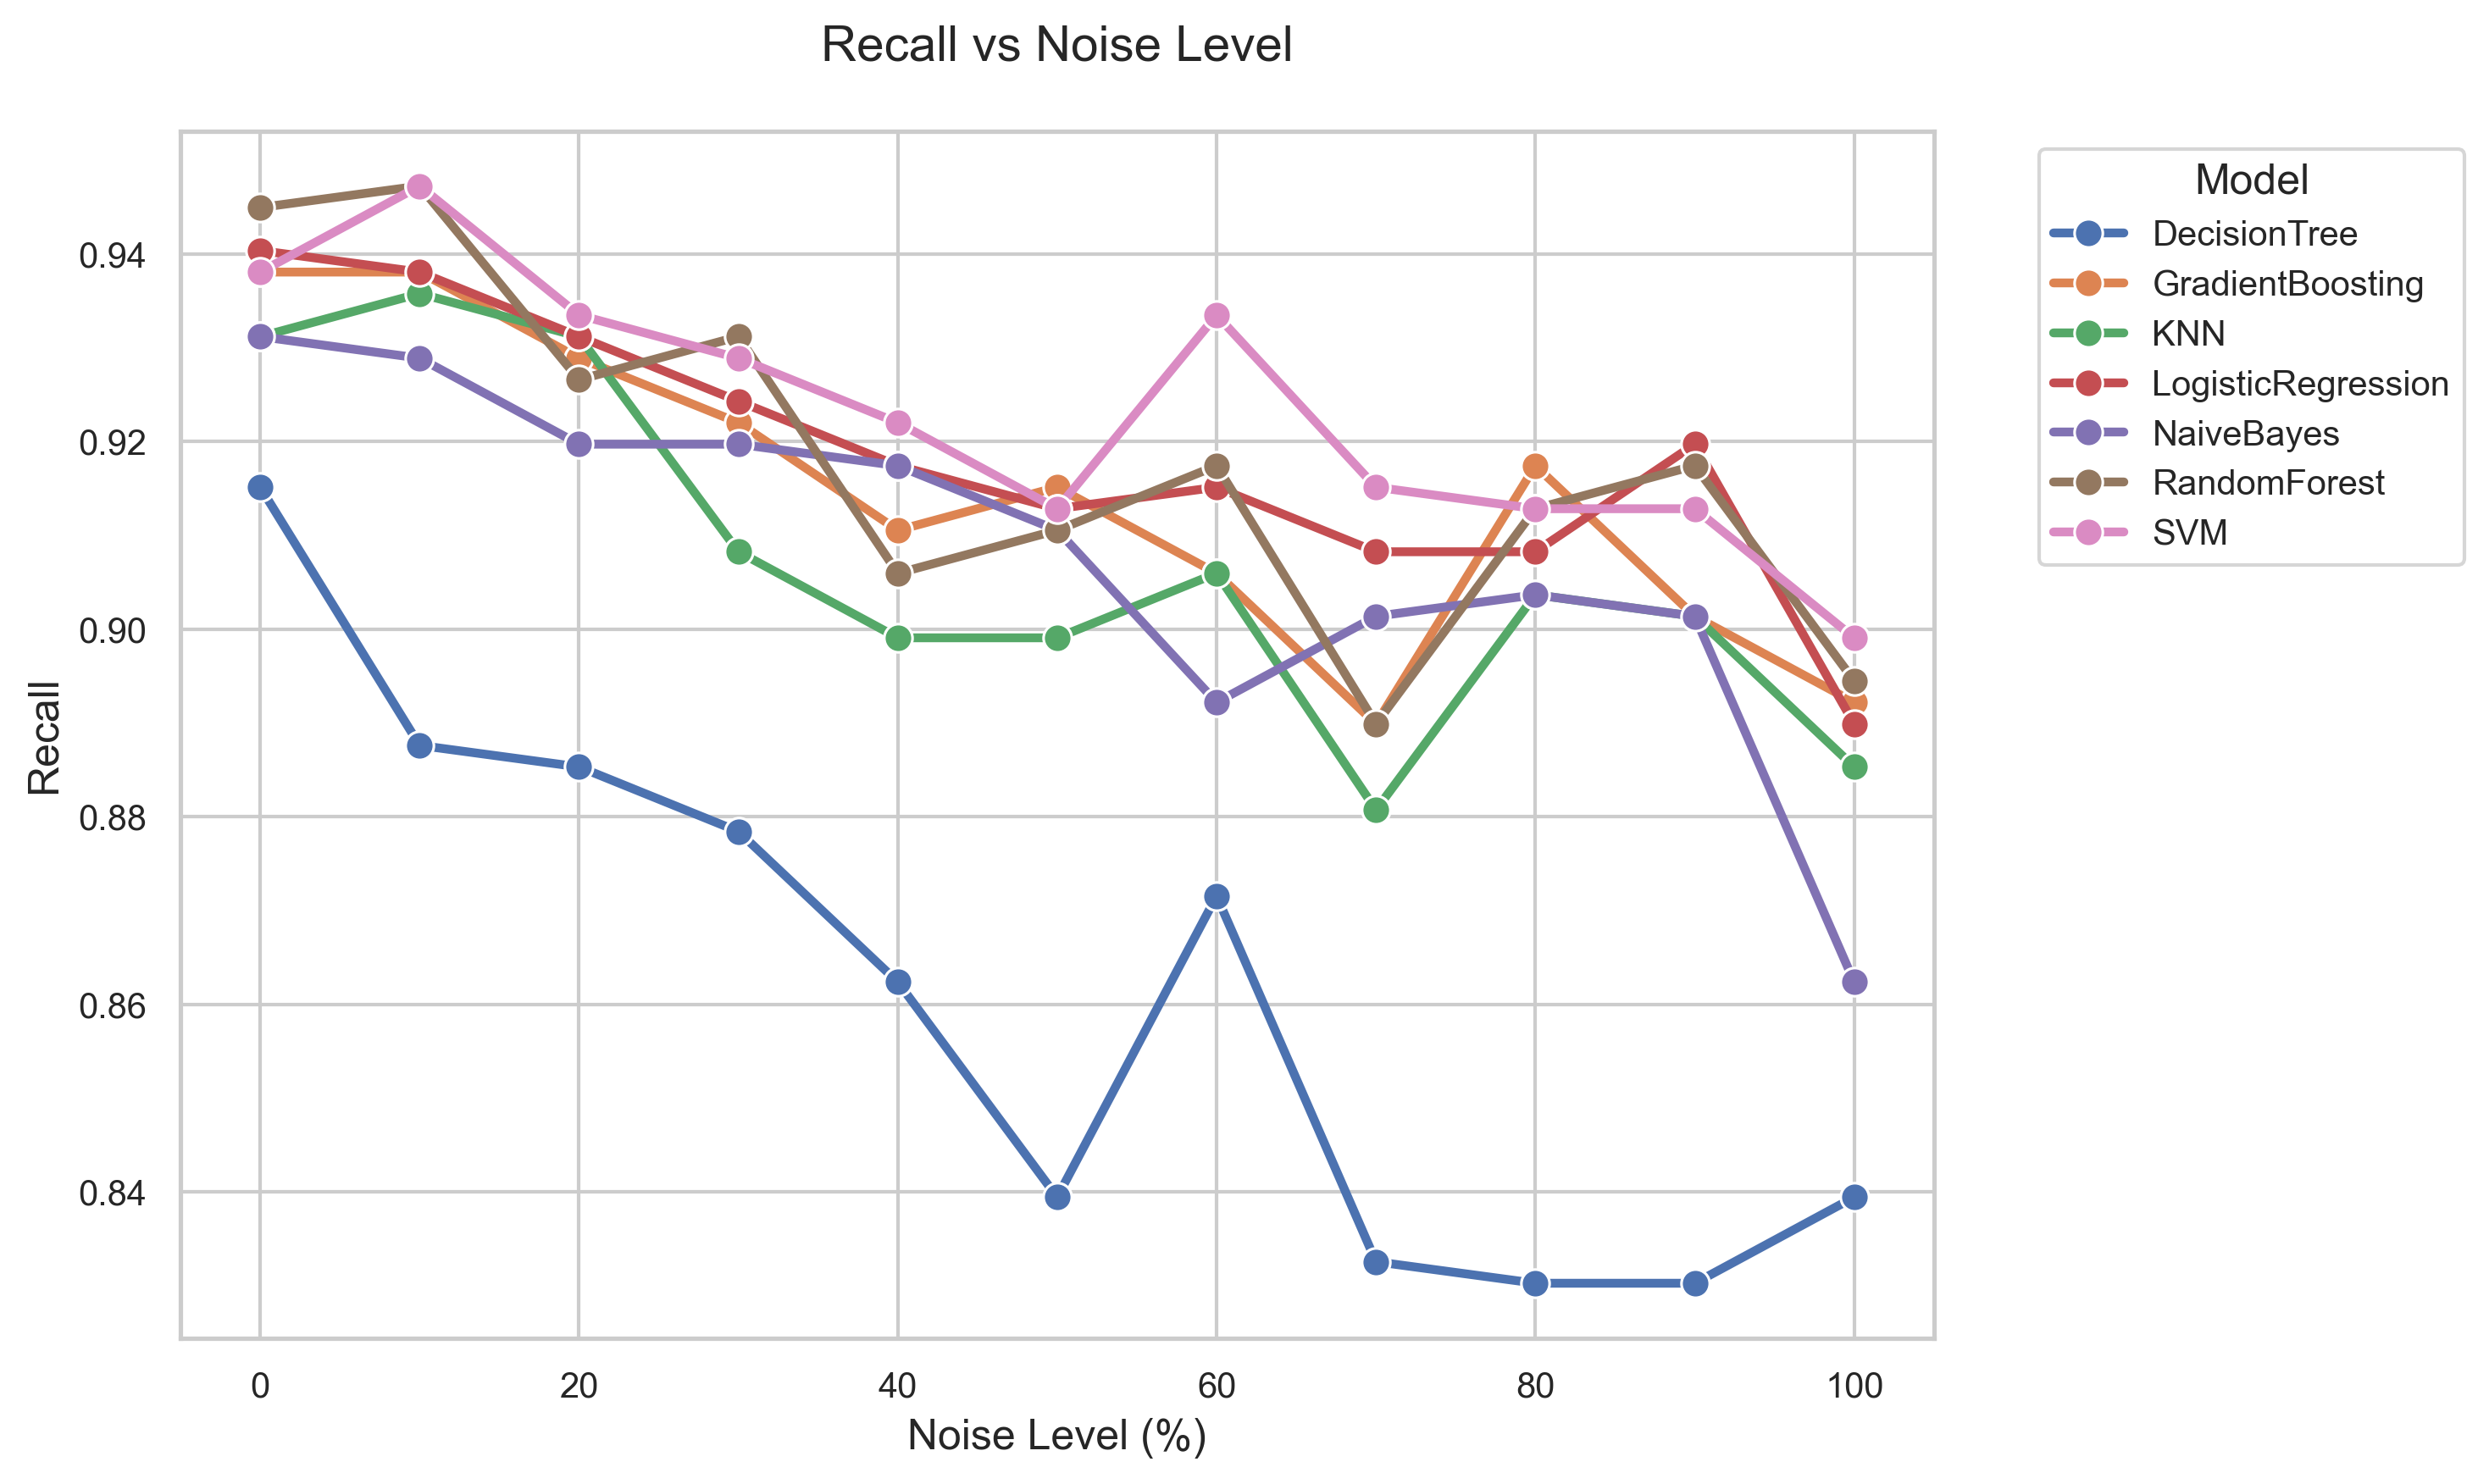 Recall vs Noise Level
Model
DecisionTree
GradientBoosting
KNN
LogisticRegression
NaiveBayes
RandomForest
SVM
Recall
0.94
0.92
0.90
0.88
0.86
0.84
0 20 40 60 80 100
Noise Level (%)